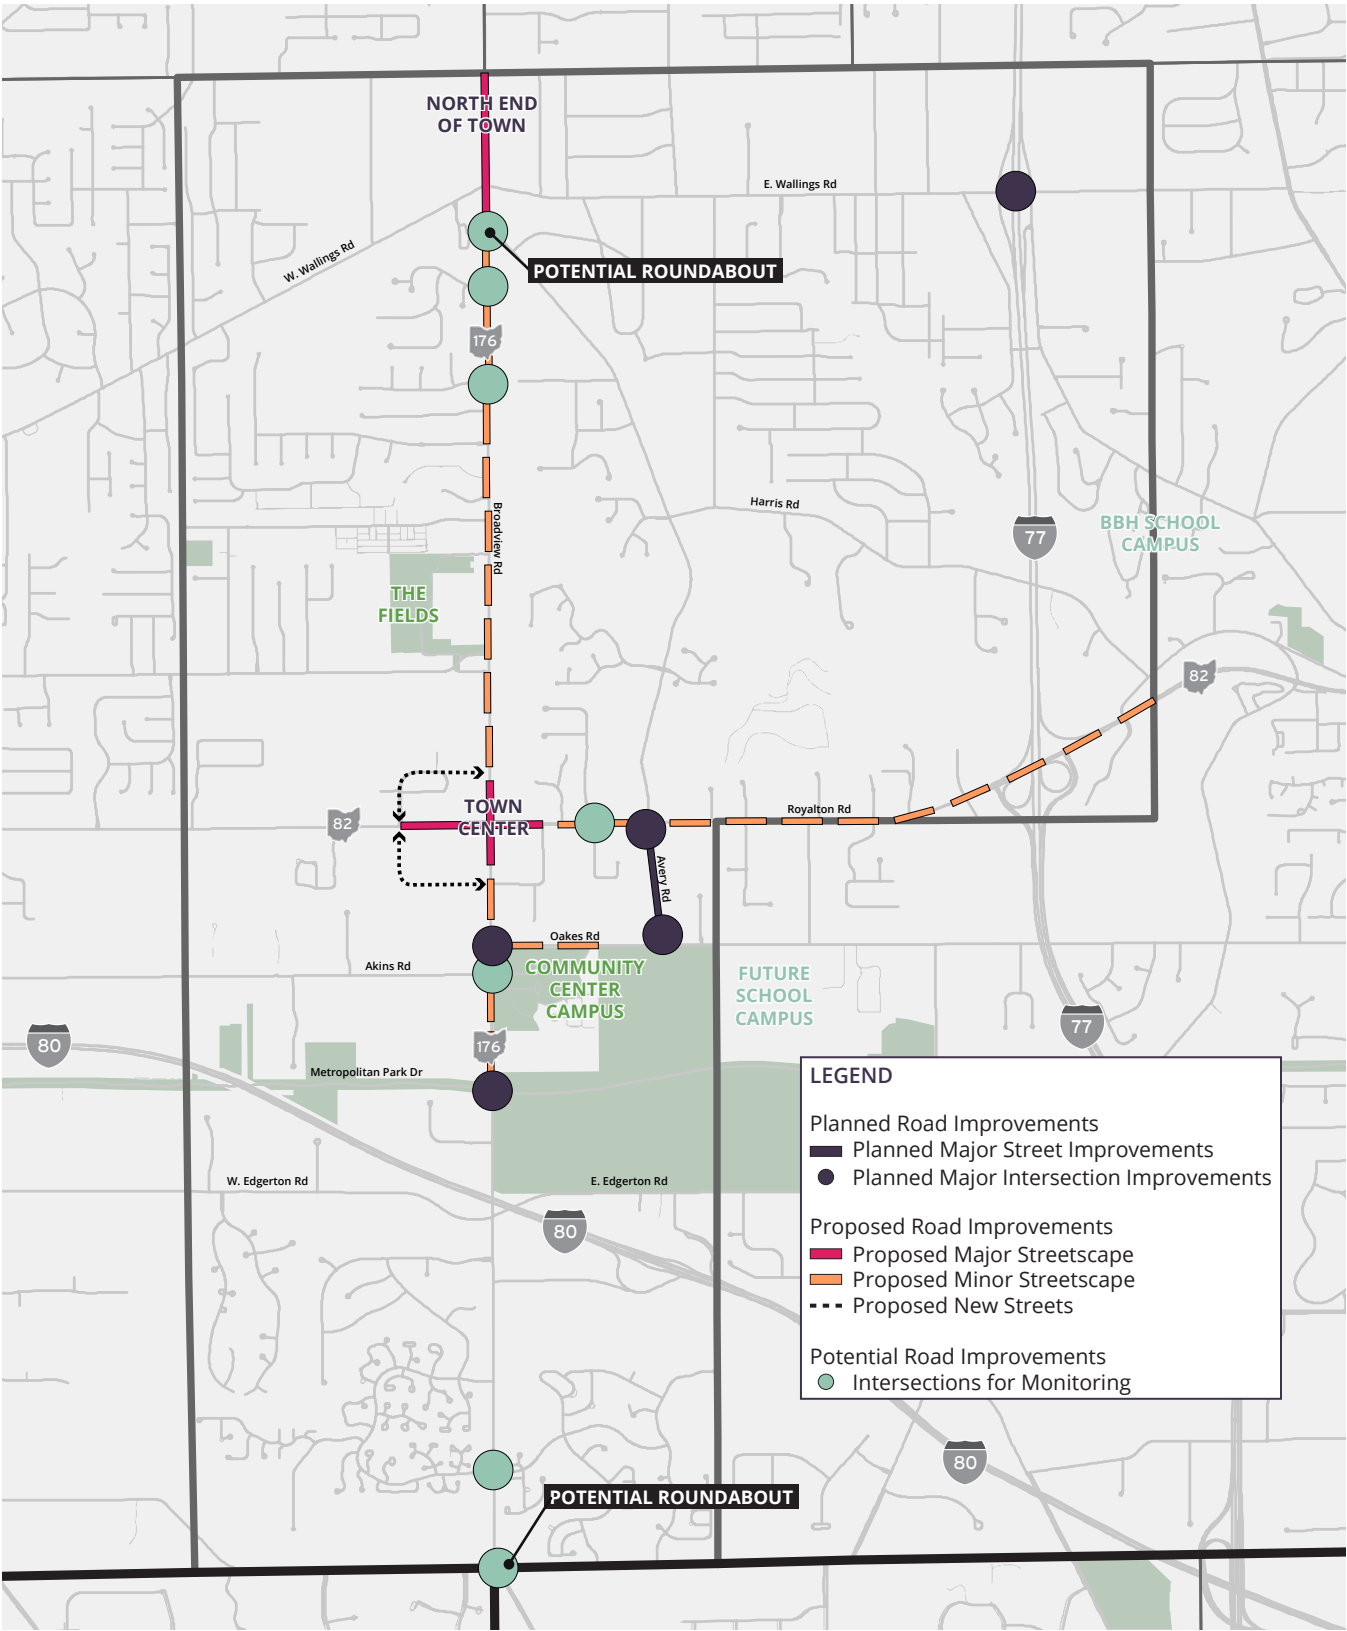 NORTH END
OF TOWN
E. Wallings Rd
W. Wallings Rd
POTENTIAL ROUNDABOUT
176
Broadview Rd
Harris Rd
77
BBH SCHOOL
CAMPUS
THE
FIELDS
82
TOWN
CENTER
82
Royalton Rd
Avery Rd
Oakes Rd
Akins Rd
COMMUNITY
CENTER
CAMPUS
FUTURE
SCHOOL
CAMPUS
77
80
176
Metropolitan Park Dr
W. Edgerton Rd
E. Edgerton Rd
80
LEGEND
Planned Road Improvements
Planned Major Street Improvements
Planned Major Intersection Improvements
Proposed Road Improvements
Proposed Major Streetscape
Proposed Minor Streetscape
Proposed New Streets
Potential Road Improvements
Intersections for Monitoring
80
POTENTIAL ROUNDABOUT